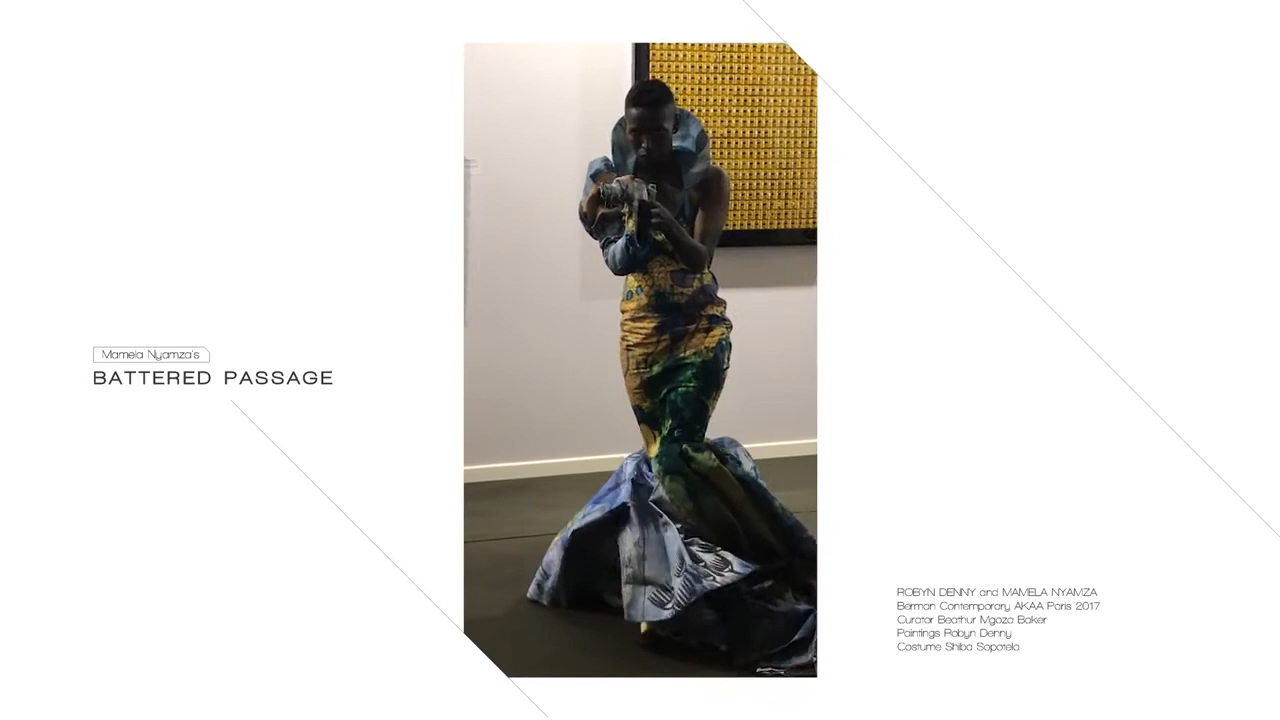 Mamela Nyamza's
BATTERED PASSAGE
ROBYN DENNY and MAMELA NYAMZA
Berman Contemporary AKAA Paris 2017
Curator Beathur Mgoza Baker
Paintings Robyn Denny
Costume Shiba Sopotela